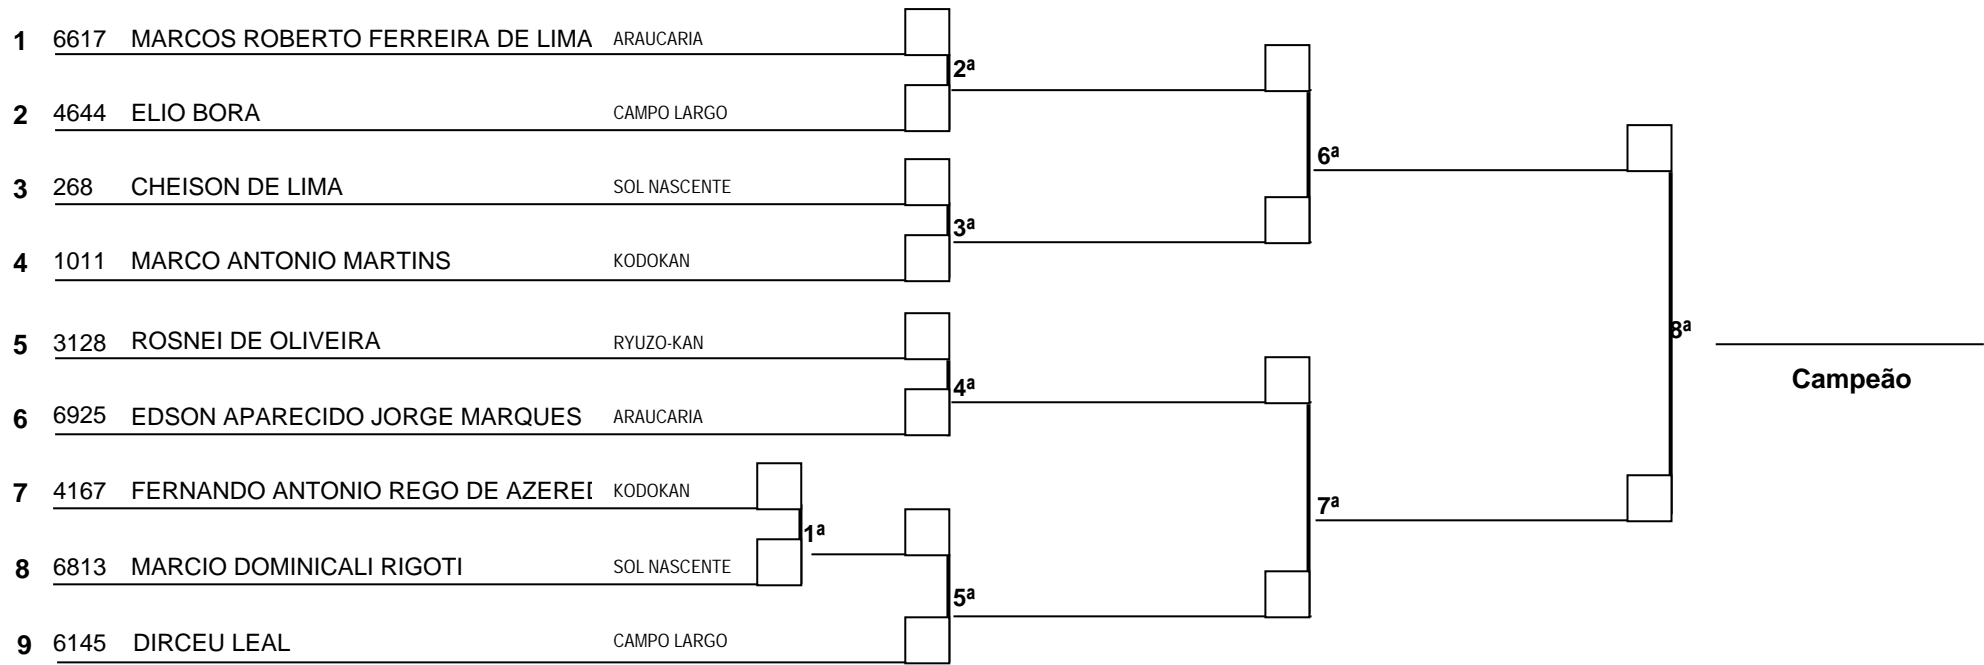 1 6617 MARCOS ROBERTO FERREIRA DE LIMA ARAUCARIA
2ª
2 4644 ELIO BORA CAMPO LARGO
6ª
3 268 CHEISON DE LIMA SOL NASCENTE
3ª
4 1011 MARCO ANTONIO MARTINS KODOKAN
8ª
5 3128 ROSNEI DE OLIVEIRA RYUZO-KAN
Campeão
4ª
6 6925 EDSON APARECIDO JORGE MARQUES ARAUCARIA
7 4167 FERNANDO ANTONIO REGO DE AZERED KODOKAN
7ª
1ª
8 6813 MARCIO DOMINICALI RIGOTI SOL NASCENTE
5ª
9 6145 DIRCEU LEAL CAMPO LARGO